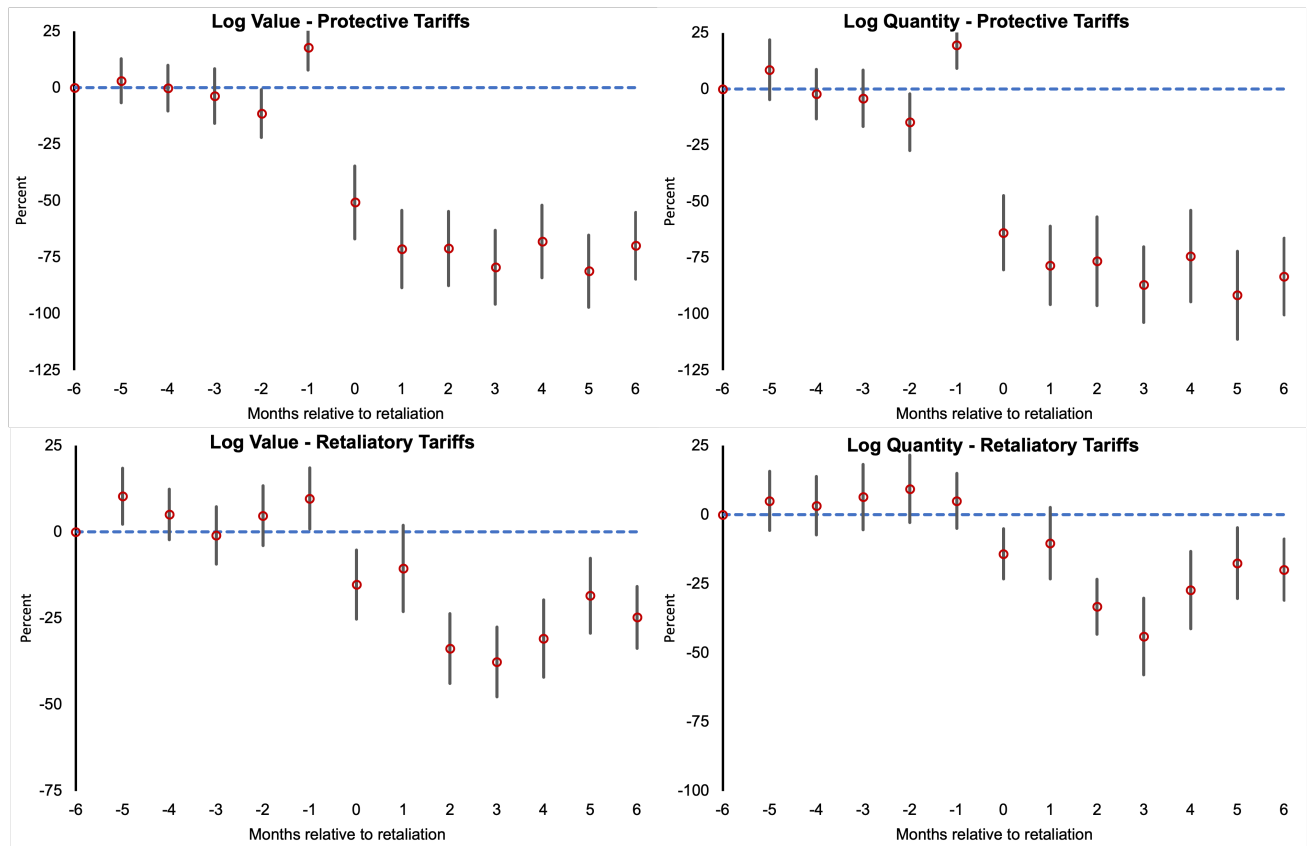 Log Value - Protective Tariffs
25
0
-25
-50
-75
-100
-125
Percent
-6 -5 -4 -3 -2 -1 0 1 2 3 4 5 6
Months relative to retaliation
Log Quantity - Protective Tariffs
25
0
-25
-50
-75
-100
-125
Percent
-6 -5 -4 -3 -2 -1 0 1 2 3 4 5 6
Months relative to retaliation
Log Value - Retaliatory Tariffs
25
0
-25
-50
-75
Percent
-6 -5 -4 -3 -2 -1 0 1 2 3 4 5 6
Months relative to retaliation
Log Quantity - Retaliatory Tariffs
25
0
-25
-50
-75
-100
Percent
-6 -5 -4 -3 -2 -1 0 1 2 3 4 5 6
Months relative to retaliation